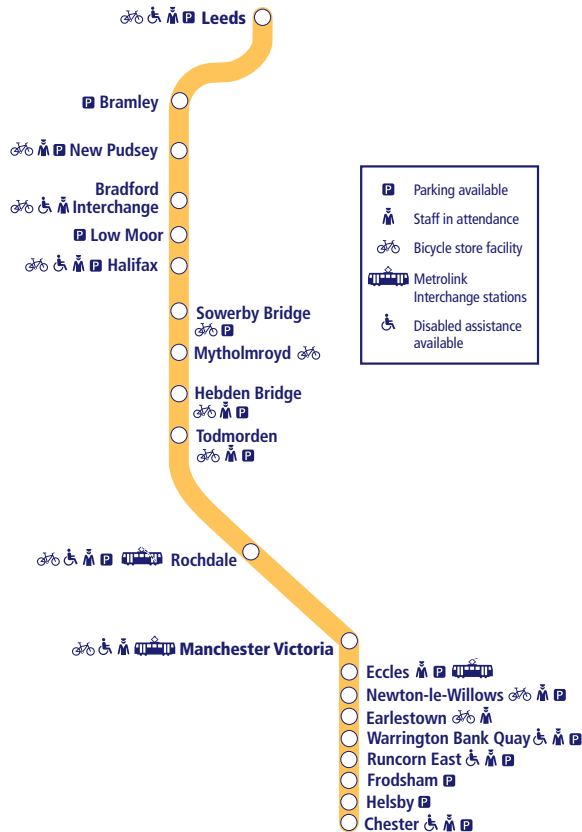 Leeds
P Bramley
P New Pudsey
Bradford
Interchange
P Low Moor
P Halifax
Sowerby Bridge
P
Mytholmroyd
Hebden Bridge
P
Todmorden
P
P Rochdale
Manchester Victoria
Eccles P
Newton-le-Willows P
Earlestown
Warrington Bank Quay P
Runcorn East P
Frodsham P
Helsby P
Chester P
P Parking available
Staff in attendance
Bicycle store facility
Metrolink
Interchange stations
Disabled assistance
available